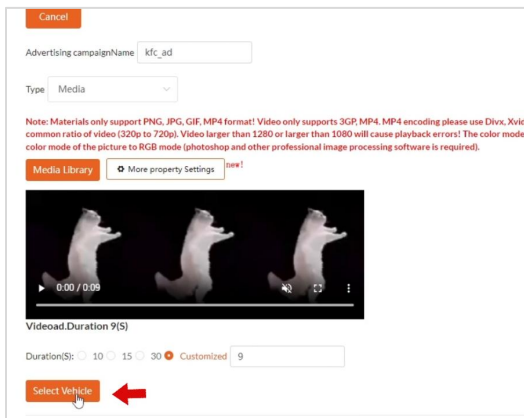 Cancel
Advertising campaignName kfc_ad
Type Media
Note: Materials only support PNG, JPG, GIF, MP4 format! Video only supports 3GP, MP4. MP4 encoding please use Divx, Xvid
common ratio of video (320p to 720p). Video larger than 1280 or larger than 1080 will cause playback errors! The color mode
color mode of the picture to RGB mode (photoshop and other professional image processing software is required).
Media Library More property Settings new!
0:00 / 0:09
Videoad.Duration 9(S)
Duration(S): 10 15 30 Customized 9
Select Vehicle